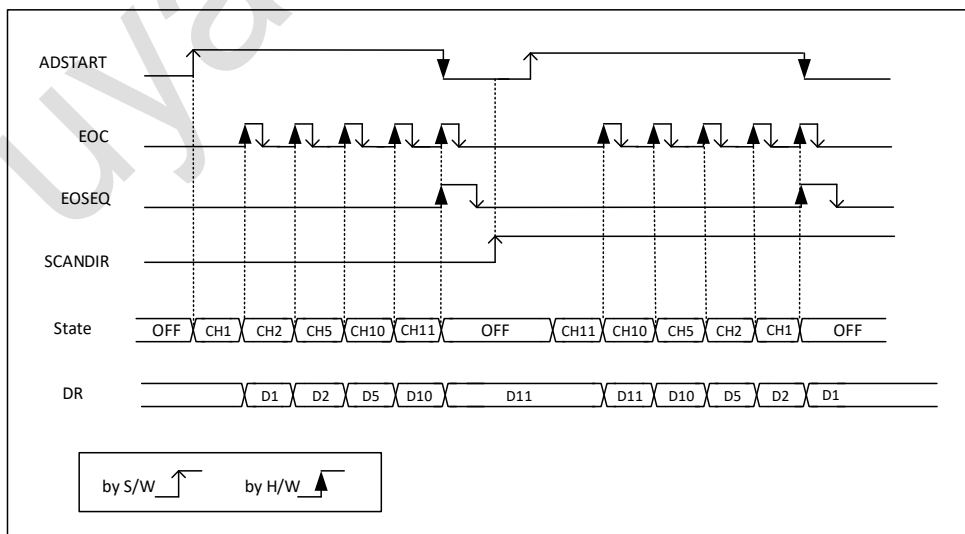 ADSTART
EOC
EOSEQ
SCANDIR
State OFF CH1 CH2 CH5 CH10 CH11 OFF CH11 CH10 CH5 CH2 CH1 OFF
DR D1 D2 D5 D10 D11 D11 D10 D5 D2 D1
by S/W by H/W